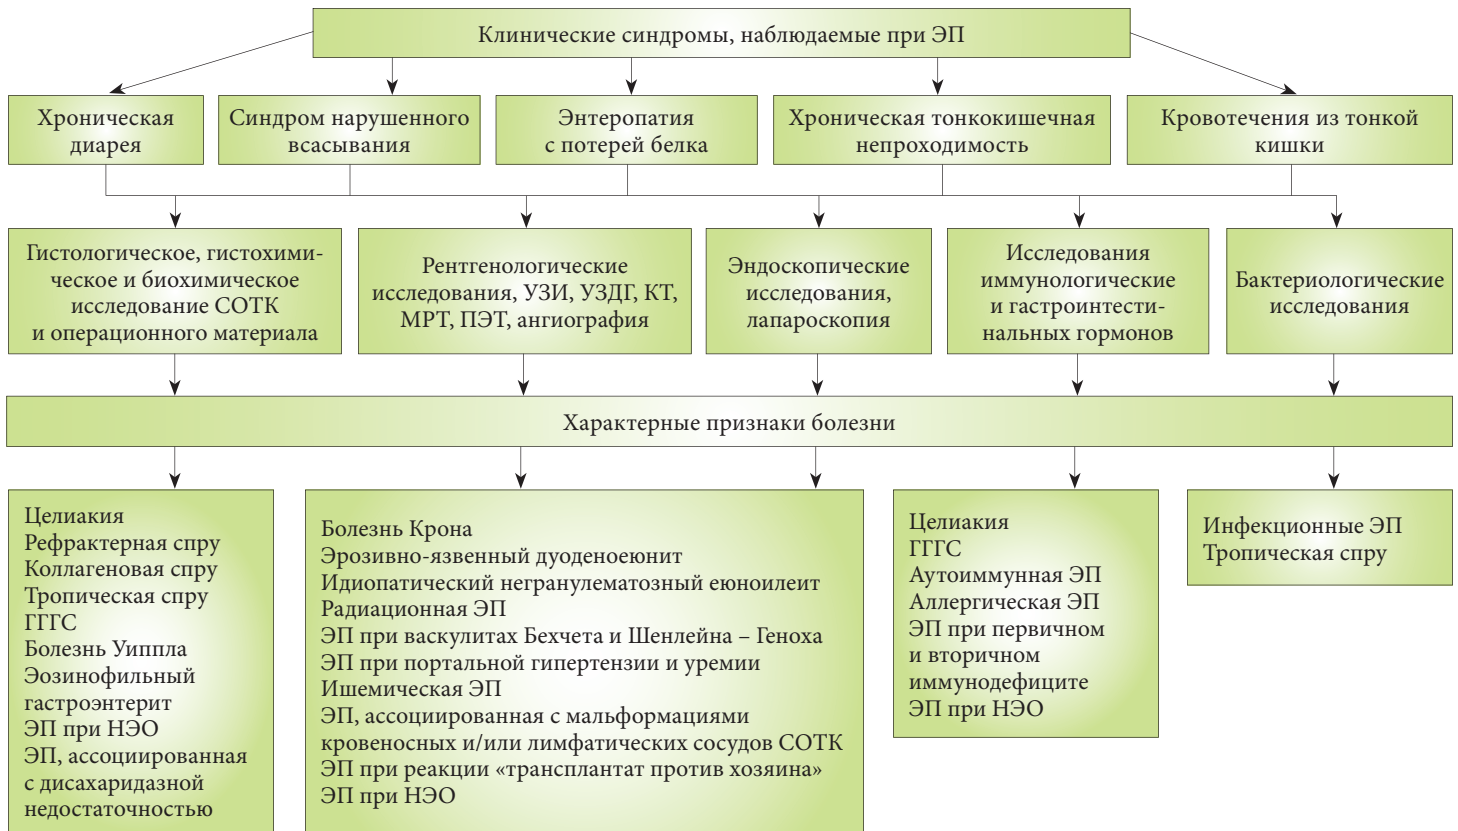 Клинические синдромы, наблюдаемые при ЭП
Хроническая
диарея
Синдром нарушенного
всасывания
Энтеропатия
с потерей белка
Хроническая тонкокишечная
непроходимость
Кровотечения из тонкой
кишки
Гистологическое, гистохими-
ческое и биохимическое
исследование СОТК
и операционного материала
Рентгенологические
исследования, УЗИ, УЗДГ, КТ,
МРТ, ПЭТ, ангиография
Эндоскопические
исследования,
лапароскопия
Исследования
иммунологические
и гастроинтести-
нальных гормонов
Бактериологические
исследования
Характерные признаки болезни
Целиакия
Рефрактерная спру
Коллагеновая спру
Тропическая спру
ГГГС
Болезнь Уиппла
Эозинофильный
гастроэнтерит
ЭП при НЭО
ЭП, ассоциированная
с дисахаридазной
недостаточностью
Болезнь Крона
Эрозивно-язвенный дуоденоеюнит
Идиопатический негранулематозный еюноилеит
Радиационная ЭП
ЭП при васкулитах Бехчета и Шенлейна – Геноха
ЭП при портальной гипертензии и уремии
Ишемическая ЭП
ЭП, ассоциированная с мальформациями
кровеносных и/или лимфатических сосудов СОТК
ЭП при реакции «трансплантат против хозяина»
ЭП при НЭО
Целиакия
ГГГС
Аутоиммунная ЭП
Аллергическая ЭП
ЭП при первичном
и вторичном
иммунодефиците
ЭП при НЭО
Инфекционные ЭП
Тропическая спру